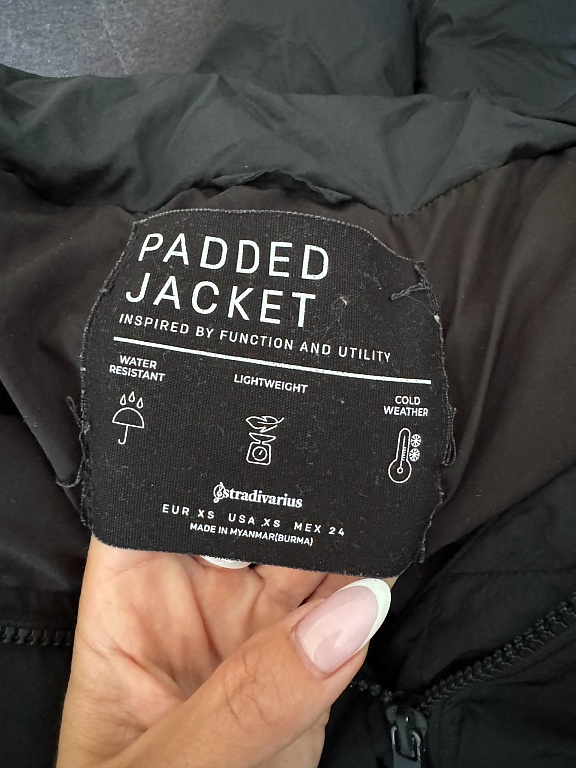 PADDED
JACKET
INSPIRED BY FUNCTION AND UTILITY
WATER
RESISTANT
LIGHTWEIGHT
COLD
WEATHER
stradivarius
EUR XS USA XS MEX 24
MADE IN MYANMAR(BURMA)